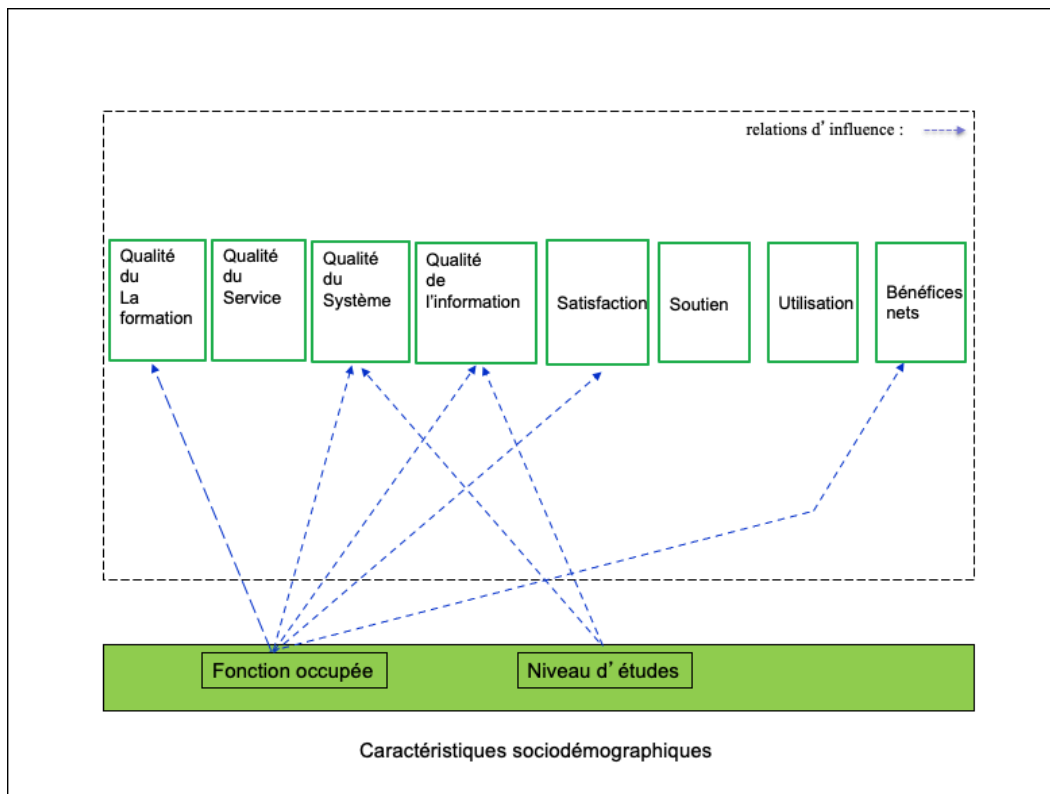 relations d' influence :
Qualité
du
La
formation
Qualité
du
Service
Qualité
du
Système
Qualité
de
l'information
Satisfaction
Soutien
Utilisation
Bénéfices
nets
Fonction occupée
Niveau d' études
Caractéristiques sociodémographiques